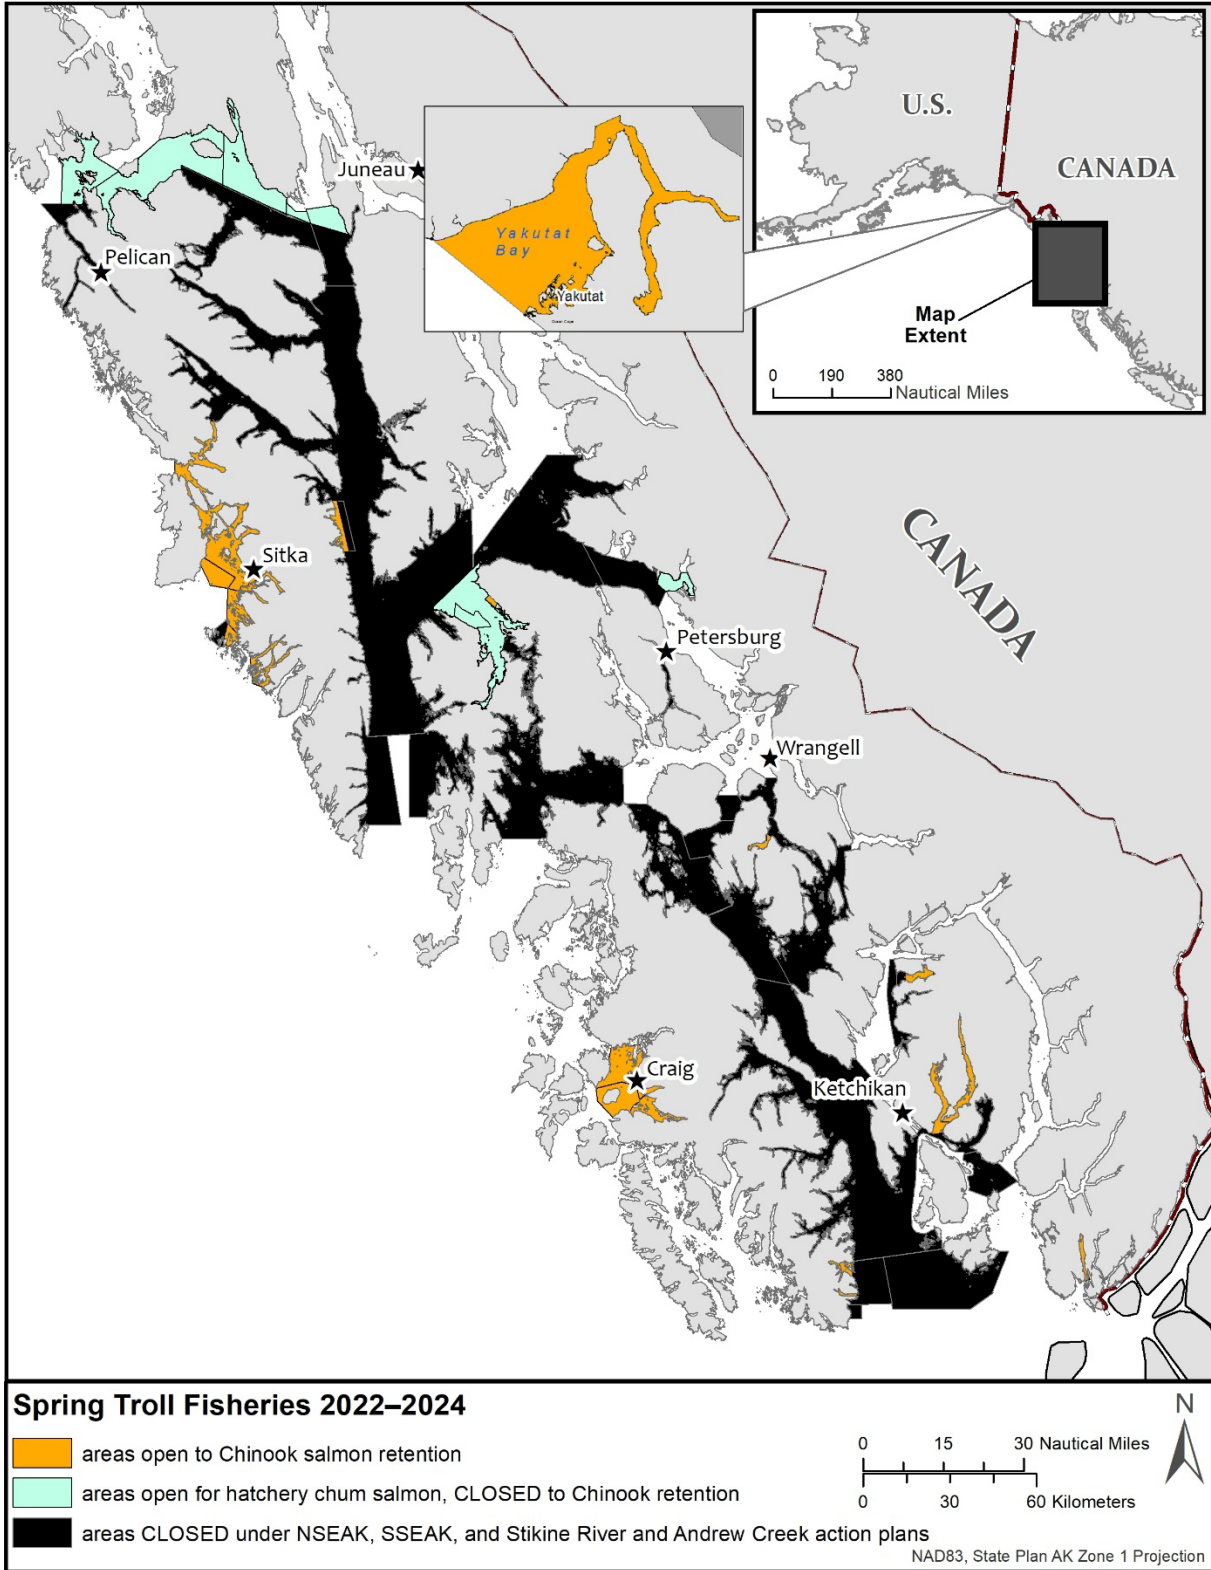 U.S.
CANADA
Map
Extent
0 190 380
Nautical Miles
Juneau
Yakutat
Bay
Yakutat
Ocean Cape
Pelican
CANADA
Sitka
Petersburg
Wrangell
Craig
Ketchikan
Spring Troll Fisheries 2022–2024
areas open to Chinook salmon retention
areas open for hatchery chum salmon, CLOSED to Chinook retention
areas CLOSED under NSEAK, SSEAK, and Stikine River and Andrew Creek action plans
0 15 30 Nautical Miles
0 30 60 Kilometers
N
NAD83, State Plan AK Zone 1 Projection